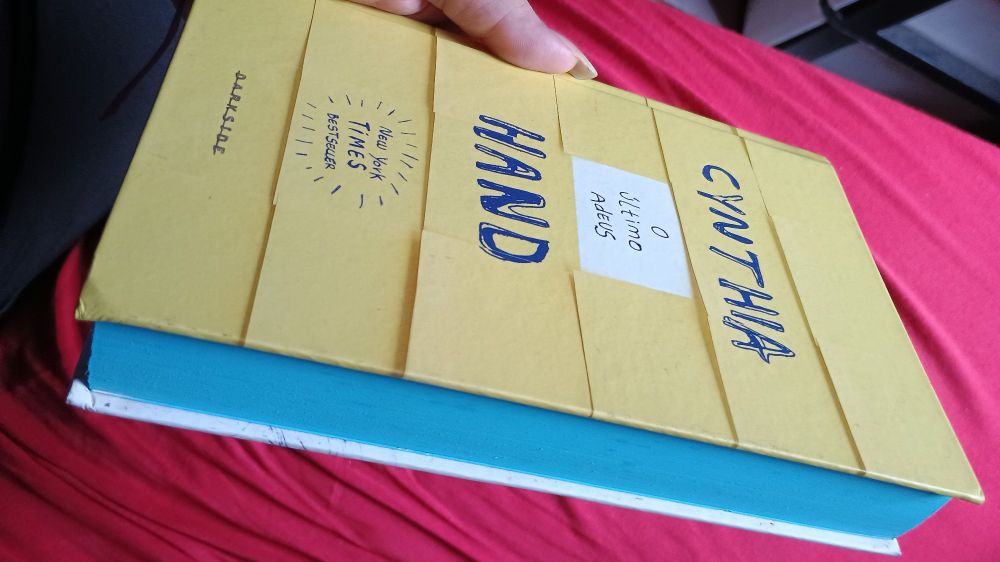 CYNTHIA
O
ÚLtimO
AdEUS
HAND
NEW YORK
TiMES
BESTSELLER
DARKSIDE